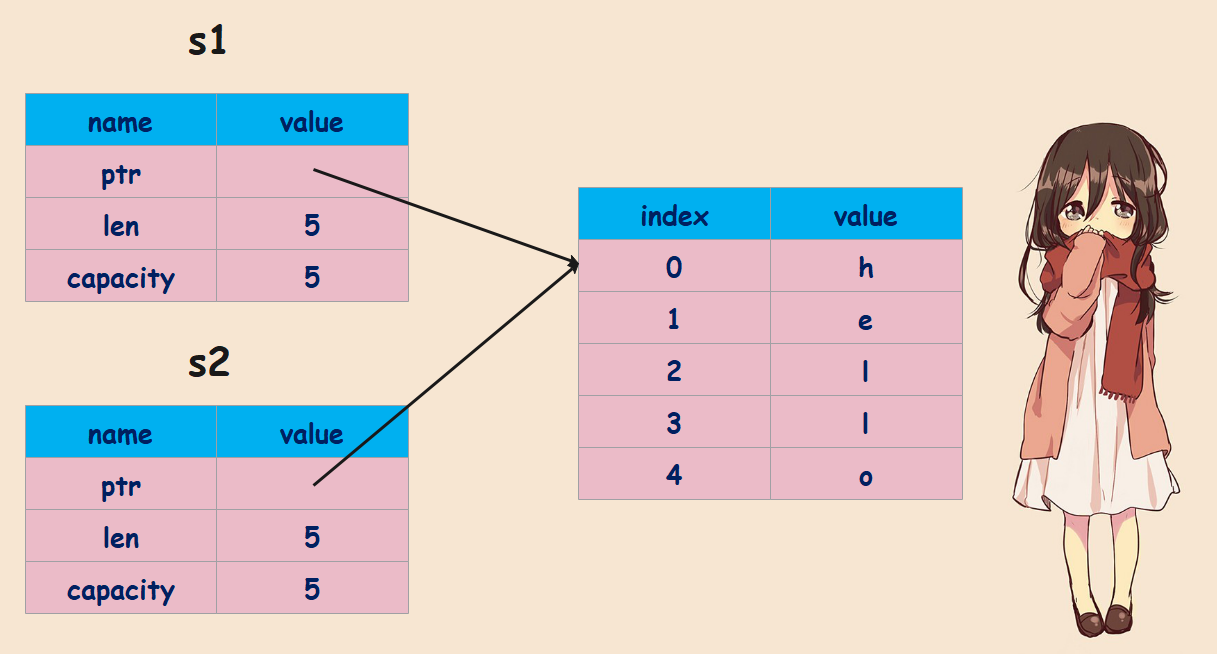 s1
name value
ptr
len 5
capacity 5
s2
name value
ptr
len 5
capacity 5
index value
0 h
1 e
2 l
3 l
4 o